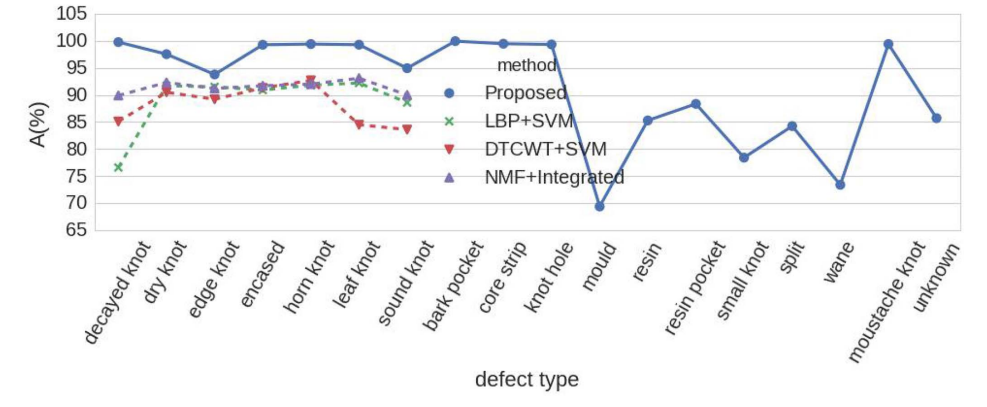 105
100
95
90
85
80
75
70
65
A(%)
method
Proposed
LBP+SVM
DTCWT+SVM
NMF+Integrated
decayed knot
dry knot
edge knot
encased
horn knot
leaf knot
sound knot
bark pocket
core strip
knot hole
mould
resin
resin pocket
small knot
split
wane
moustache knot
unknown
defect type